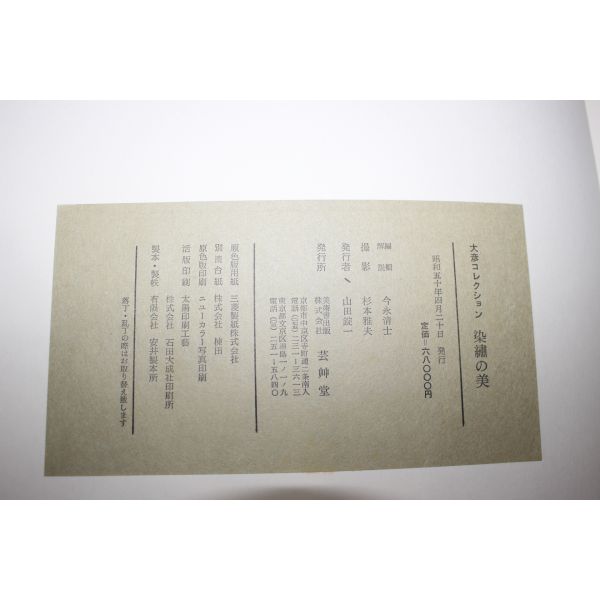 大彦コレクション 染繡の美
昭和五十年四月二十日 発行
定価＝六八〇〇〇円
編輯 解説 今永清士
撮影 杉本雅夫
発行者 山田錠一
発行所 美術書出版 株式会社 芸艸堂
京都市中京区寺町通二条南入
電話(〇七五)二三一―三六一三
東京都文京区湯島一ノ一ノ九
電話(〇三)二五一―五八四〇
原色版用紙 三菱製紙株式会社
別漉台紙 株式会社 楠田
原色版印刷 ニューカラー写真印刷
活版印刷 太陽印刷工藝
株式会社 石田大成社印刷所
製本・製帙 有限会社 安井製本所
落丁・乱丁の際はお取り替え致します